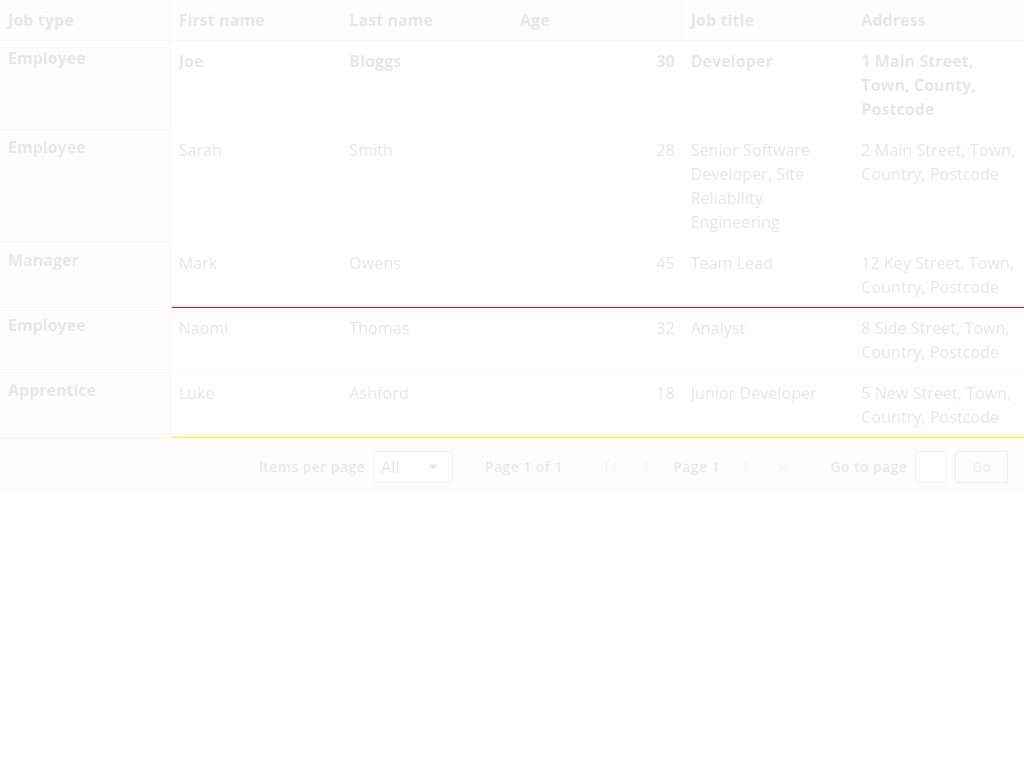 Job type First name Last name Age Job title Address
Employee Joe Bloggs 30 Developer 1 Main Street,
Town, County,
Postcode
Employee Sarah Smith 28 Senior Software 2 Main Street, Town,
Developer, Site Country, Postcode
Reliability
Engineering
Manager Mark Owens 45 Team Lead 12 Key Street, Town,
Country, Postcode
Employee Naomi Thomas 32 Analyst 8 Side Street, Town,
Country, Postcode
Apprentice Luke Ashford 18 Junior Developer 5 New Street, Town,
Country, Postcode
Items per page All Page 1 of 1 Page 1 Go to page Go